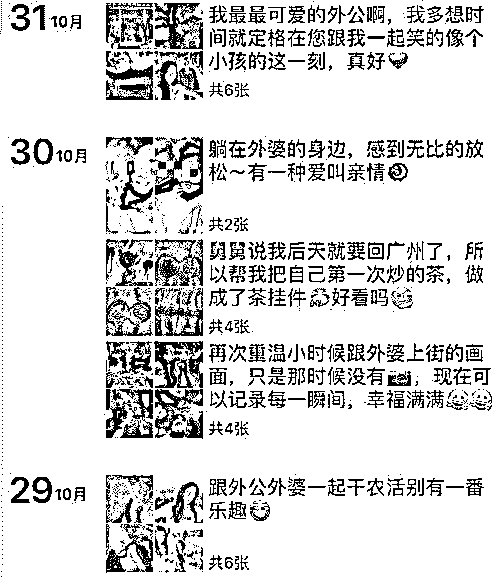 31 10月
我最最可爱的外公啊，我多想时
间就定格在您跟我一起笑的像个
小孩的这一刻，真好
共6张
30 10月
躺在外婆的身边，感到无比的放
松～有一种爱叫亲情
共2张
舅舅说我后天就要回广州了，所
以帮我把自己第一次炒的茶，做
成了茶挂件 好看吗
共4张
再次重温小时候跟外婆上街的画
面，只是那时候没有📷，现在可
以记录每一瞬间，幸福满满
共4张
29 10月
跟外公外婆一起干农活别有一番
乐趣
共6张